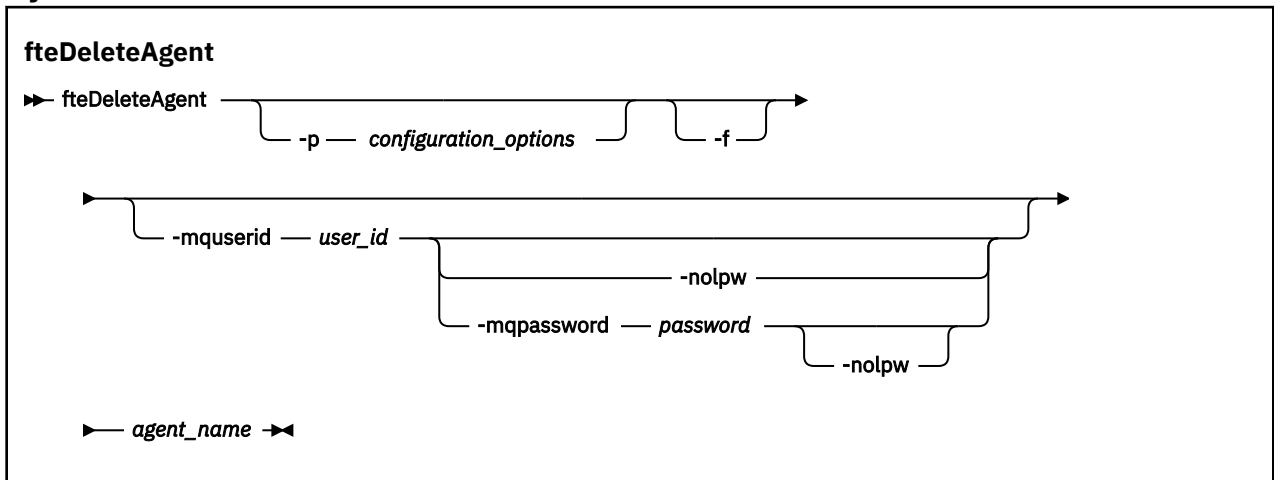 fteDeleteAgent
fteDeleteAgent
-p configuration_options -f
-mquserid user_id
-nolpw
-mqpassword password
-nolpw
agent_name